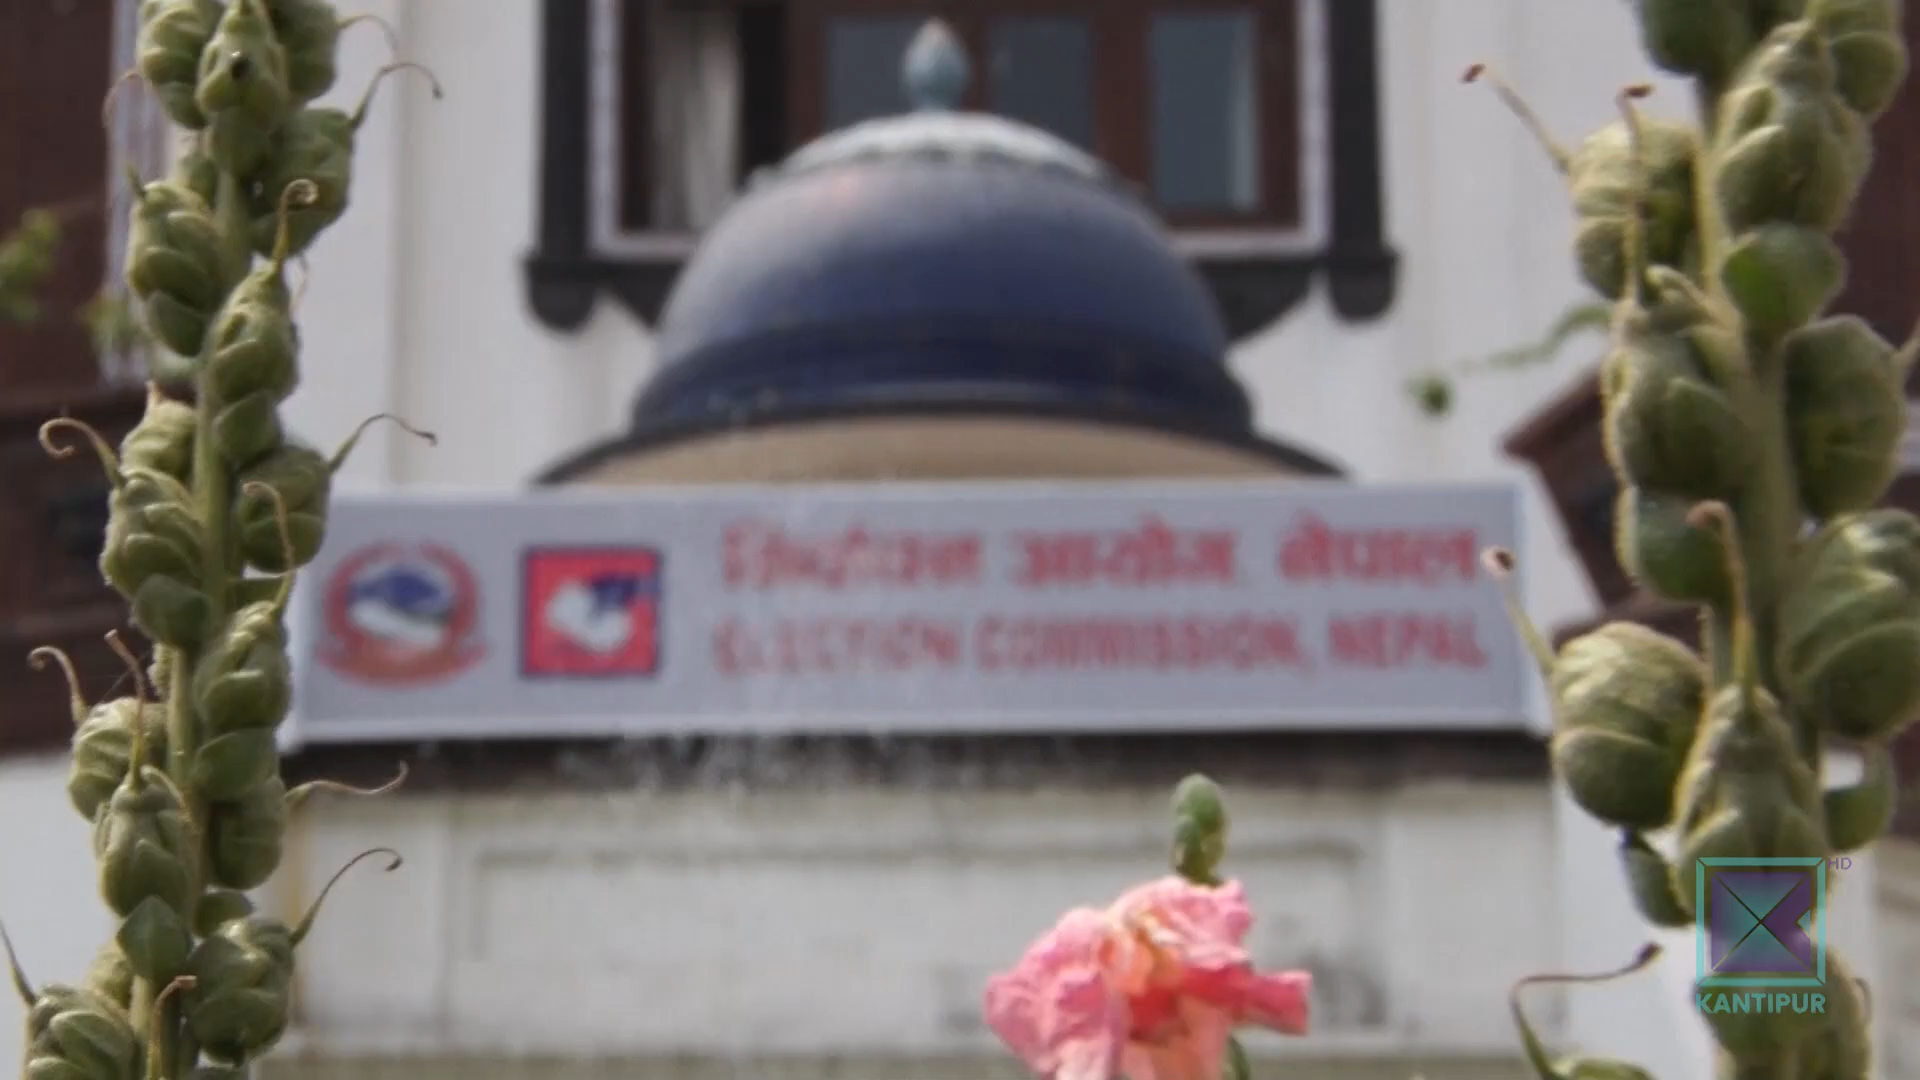 निर्वाचन आयोग, नेपाल
ELECTION COMMISSION, NEPAL
HD
KANTIPUR